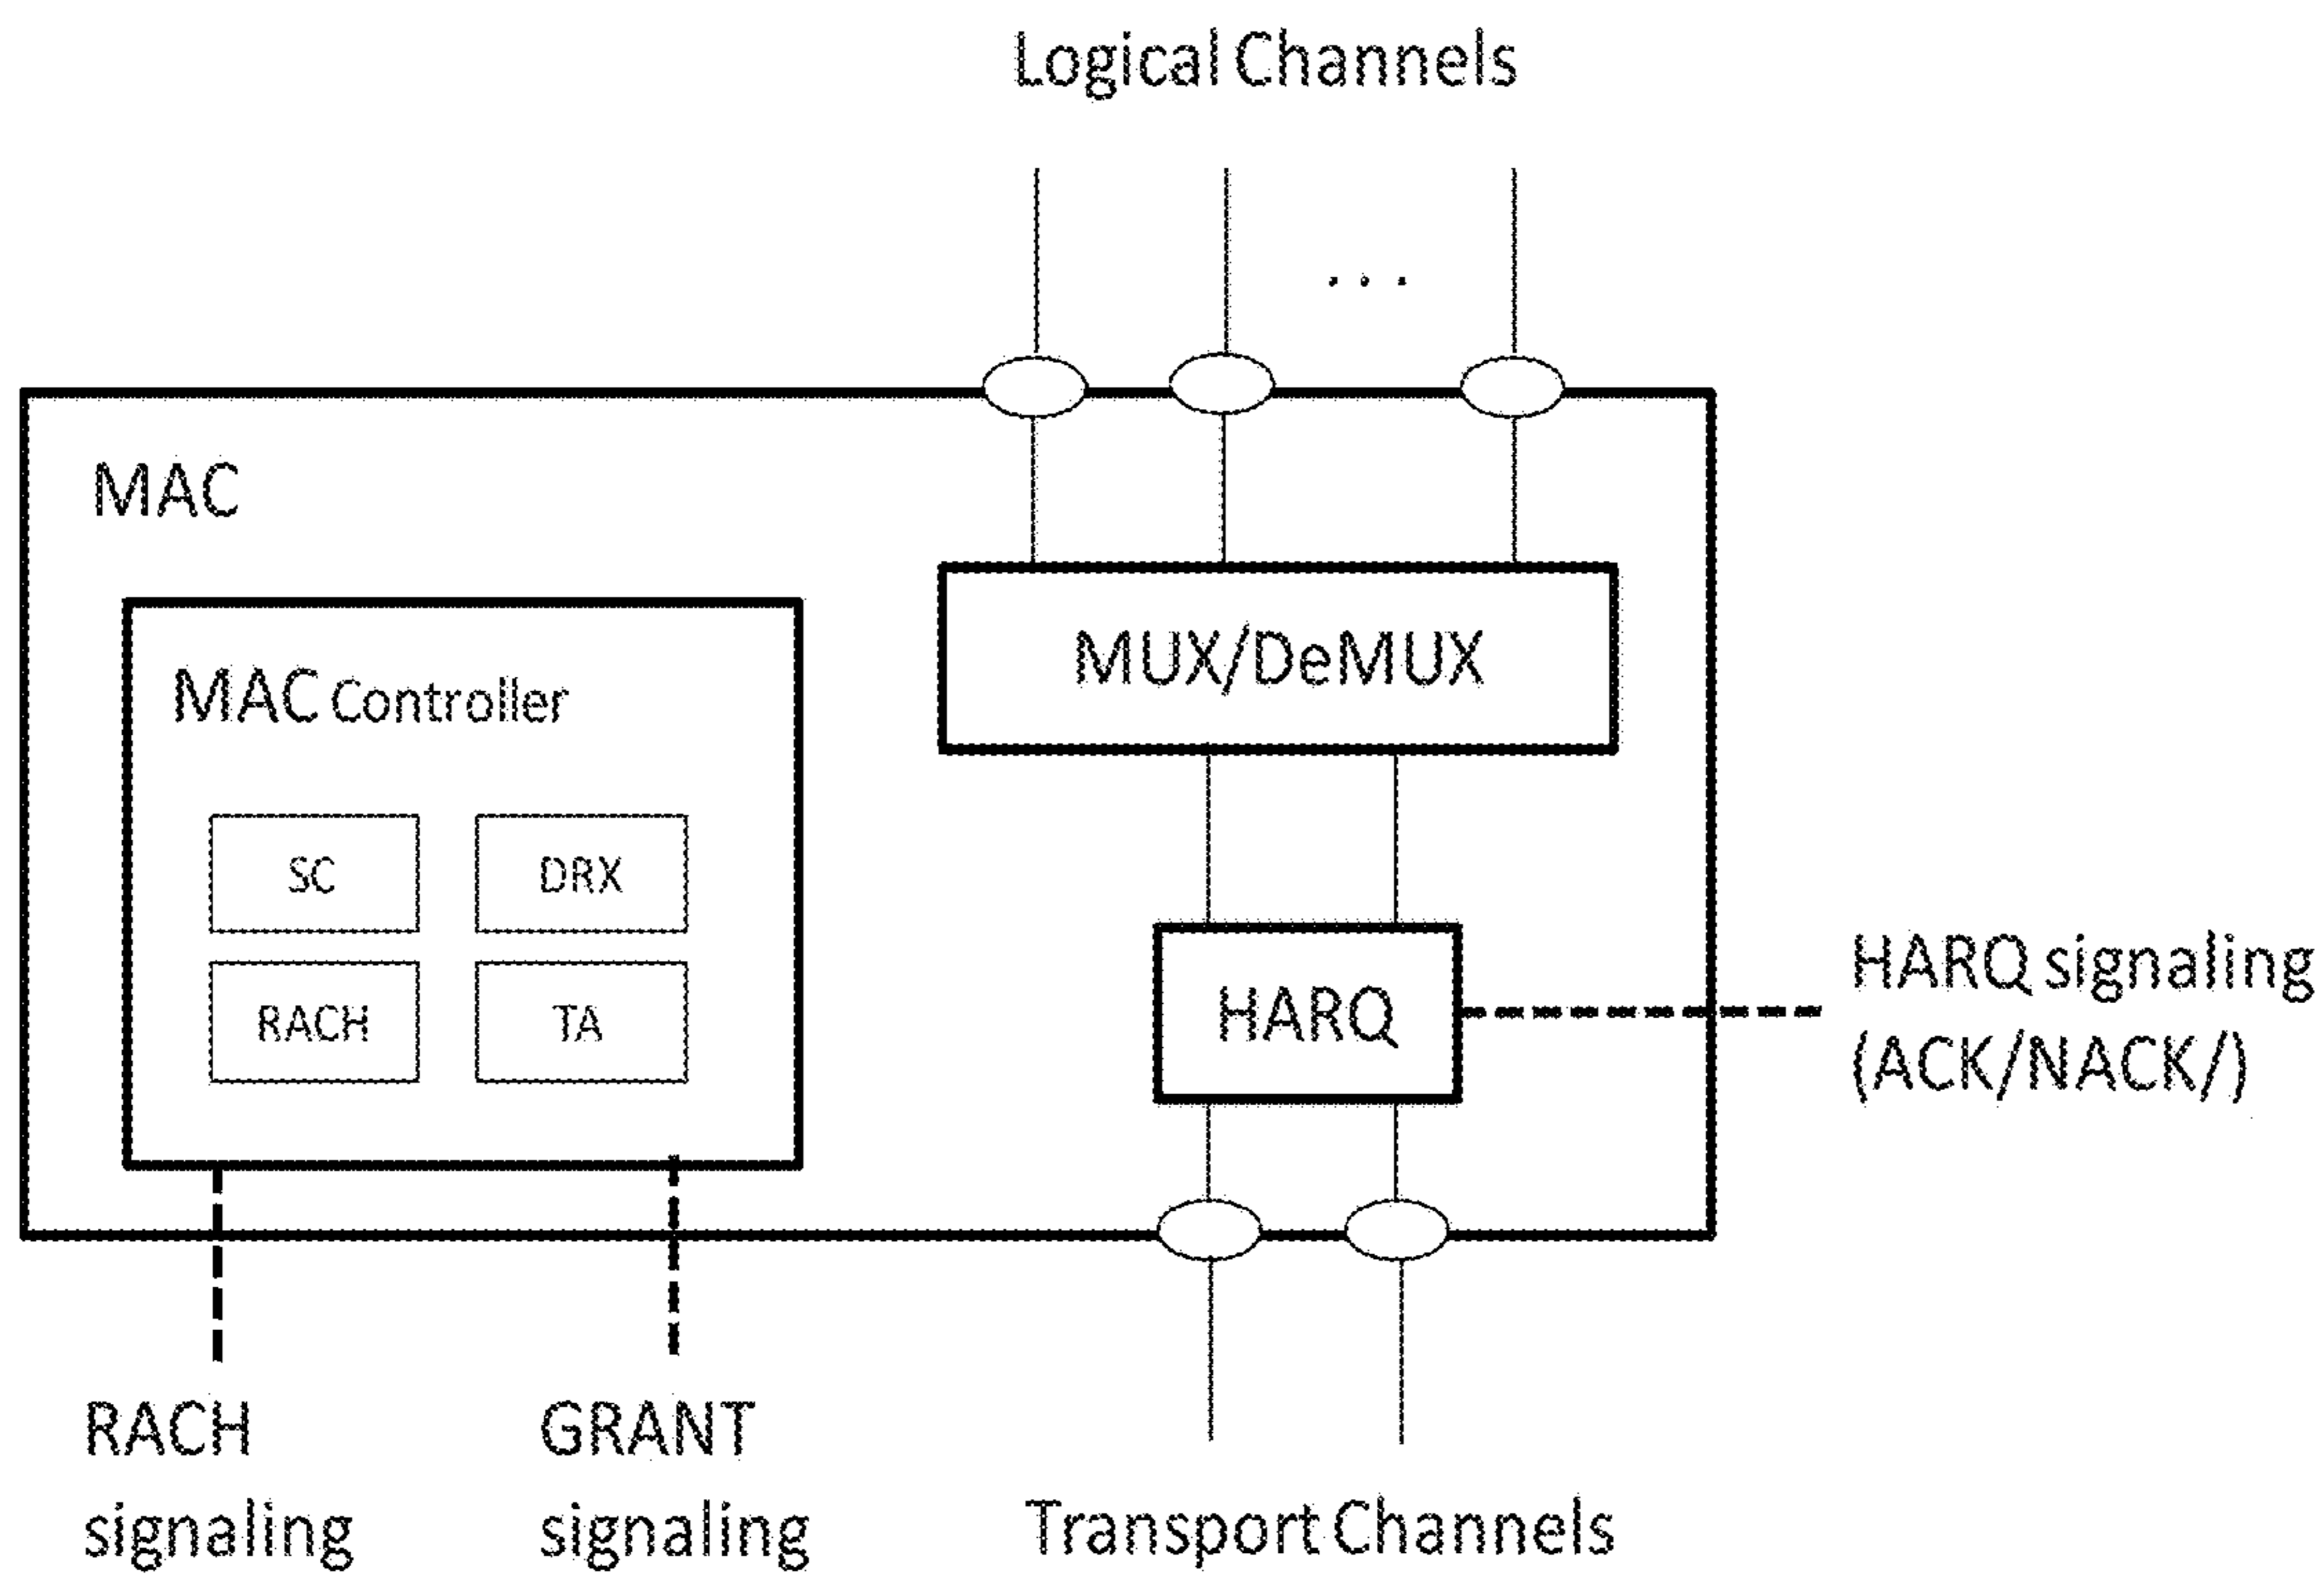 Logical Channels
...
MAC
MUX/DeMUX
MAC Controller
SC
DRX
RACH
TA
HARQ
HARQ signaling
(ACK/NACK/)
RACH
signaling
GRANT
signaling
Transport Channels